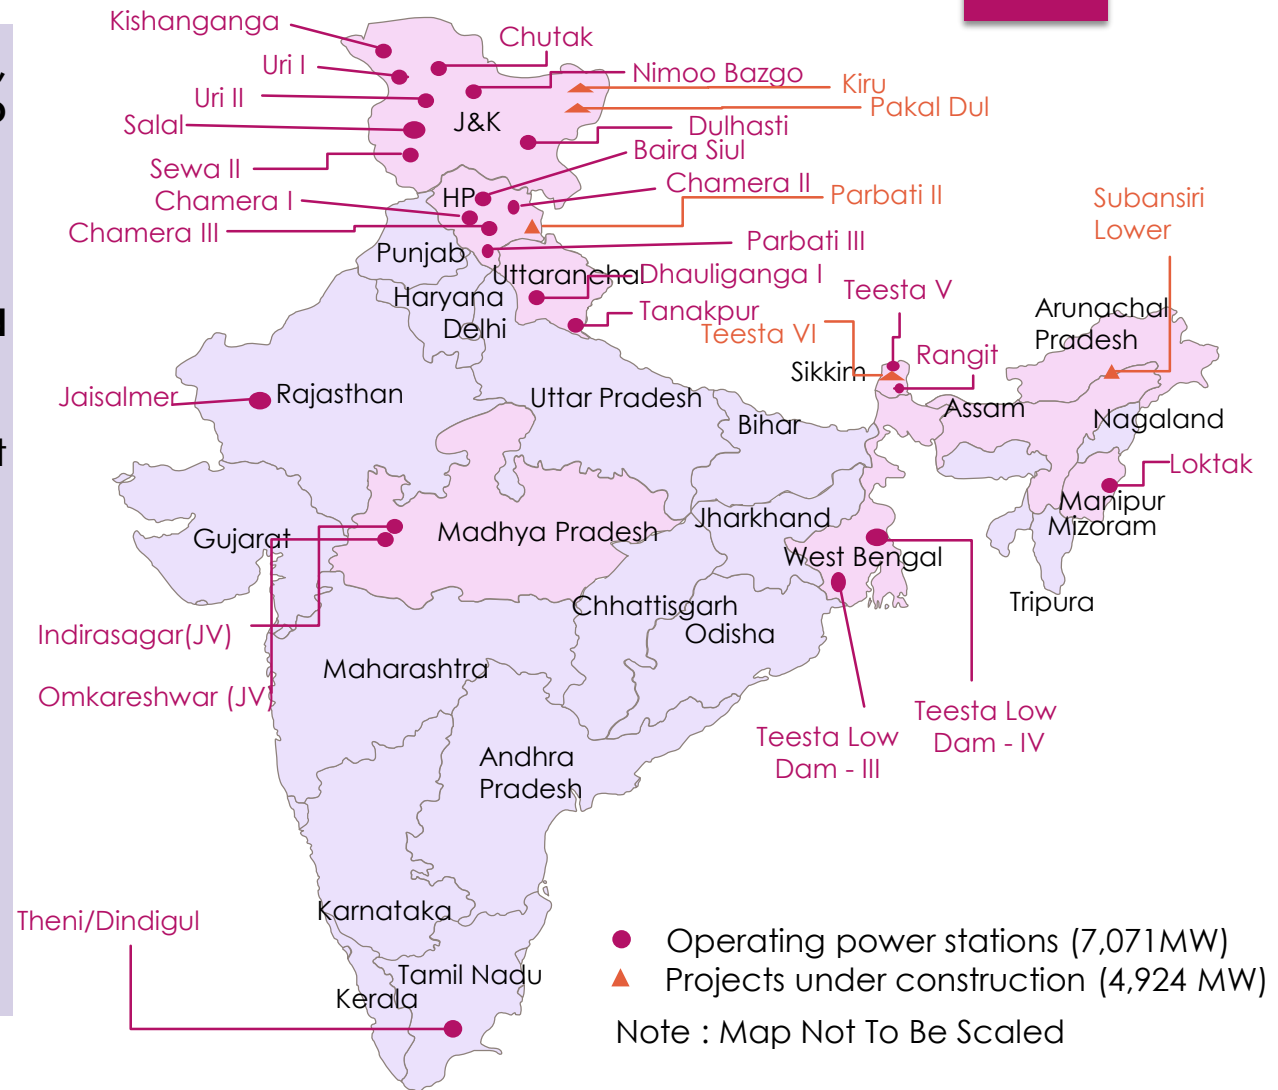 Kishanganga
Chutak
Uri I
Nimoo Bazgo
Kiru
Uri II
Pakal Dul
Salal
J&K
Dulhasti
Sewa II
Baira Siul
Chamera II
Chamera I
HP
Parbati II
Subansiri
Lower
Chamera III
Parbati III
Punjab
Uttaranchal
Dhauliganga I
Haryana
Teesta V
Delhi
Tanakpur
Teesta VI
Arunachal
Pradesh
Rangit
Sikkim
Jaisalmer
Rajasthan
Uttar Pradesh
Bihar
Assam
Nagaland
t
Loktak
Manipur
Mizoram
Gujarat
Madhya Pradesh
Jharkhand
West Bengal
Chhattisgarh
Tripura
Indirasagar(JV)
Odisha
Maharashtra
Omkareshwar (JV)
Teesta Low
Dam - IV
Teesta Low
Dam - III
Andhra
Pradesh
Karnataka
Theni/Dindigul
Operating power stations (7,071MW)
Tamil Nadu
Projects under construction (4,924 MW)
Kerala
Note : Map Not To Be Scaled